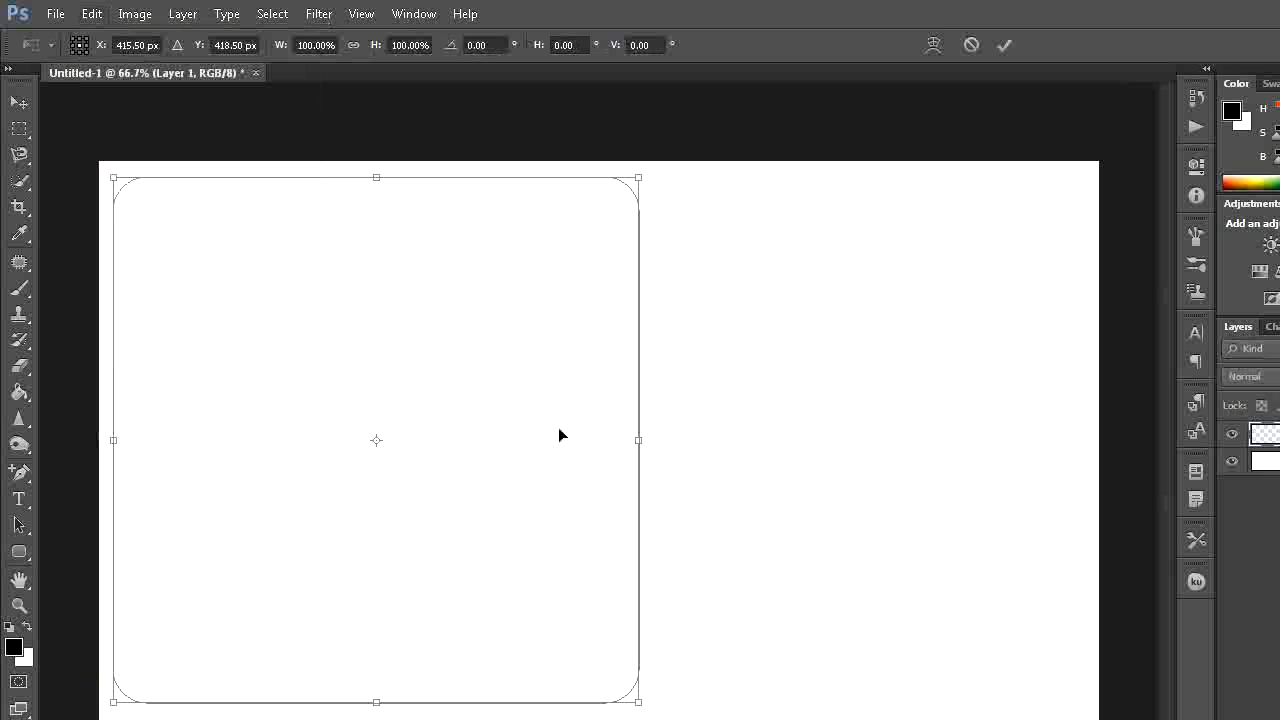 Ps File Edit Image Layer Type Select Filter View Window Help
X: 415.50 px Y: 418.50 px W: 100.00% H: 100.00% 0.00 ° H: 0.00 ° V: 0.00 °
Untitled-1 @ 66.7% (Layer 1, RGB/8) * ×
Color
H
S
B
Adjustments
Add an
Layers
Kind
Normal
Lock:
A
T
ku